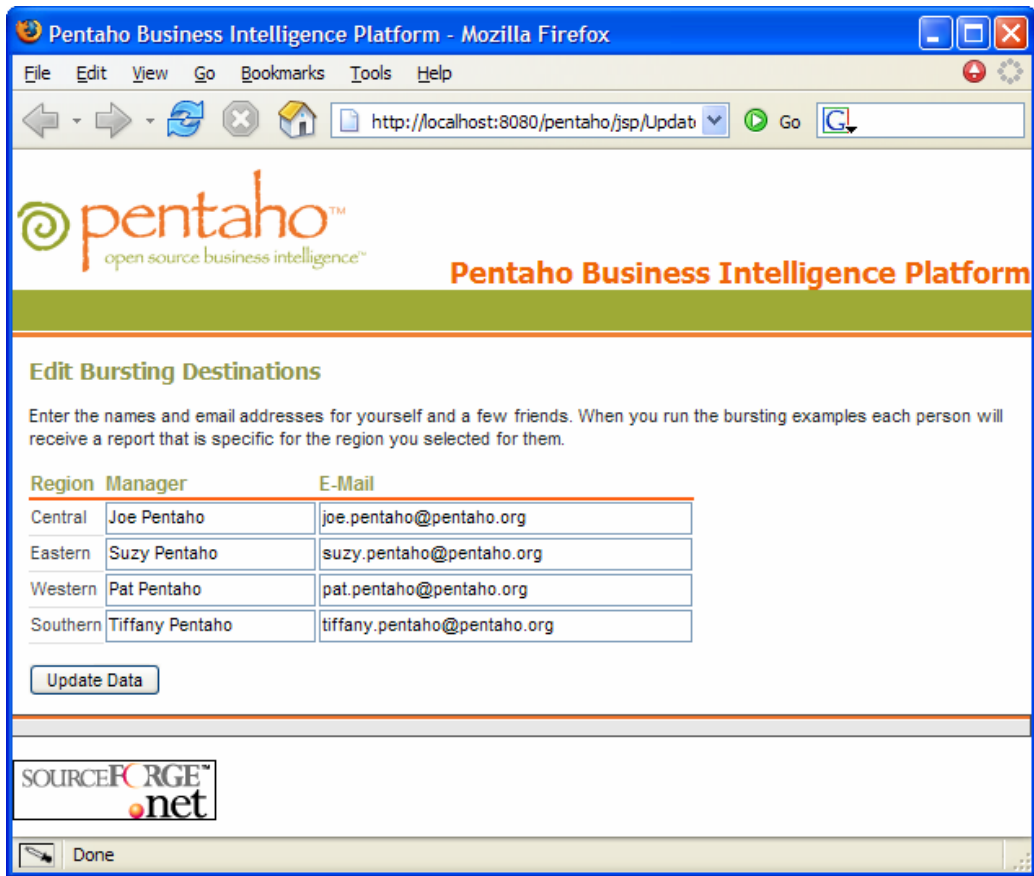 Pentaho Business Intelligence Platform - Mozilla Firefox
File Edit View Go Bookmarks Tools Help
http://localhost:8080/pentaho/jsp/Updat Go G
pentaho™
open source business intelligence™
Pentaho Business Intelligence Platform
Edit Bursting Destinations
Enter the names and email addresses for yourself and a few friends. When you run the bursting examples each person will
receive a report that is specific for the region you selected for them.
Region Manager E-Mail
Central Joe Pentaho joe.pentaho@pentaho.org
Eastern Suzy Pentaho suzy.pentaho@pentaho.org
Western Pat Pentaho pat.pentaho@pentaho.org
Southern Tiffany Pentaho tiffany.pentaho@pentaho.org
Update Data
SOURCEFORGE™
.net
Done